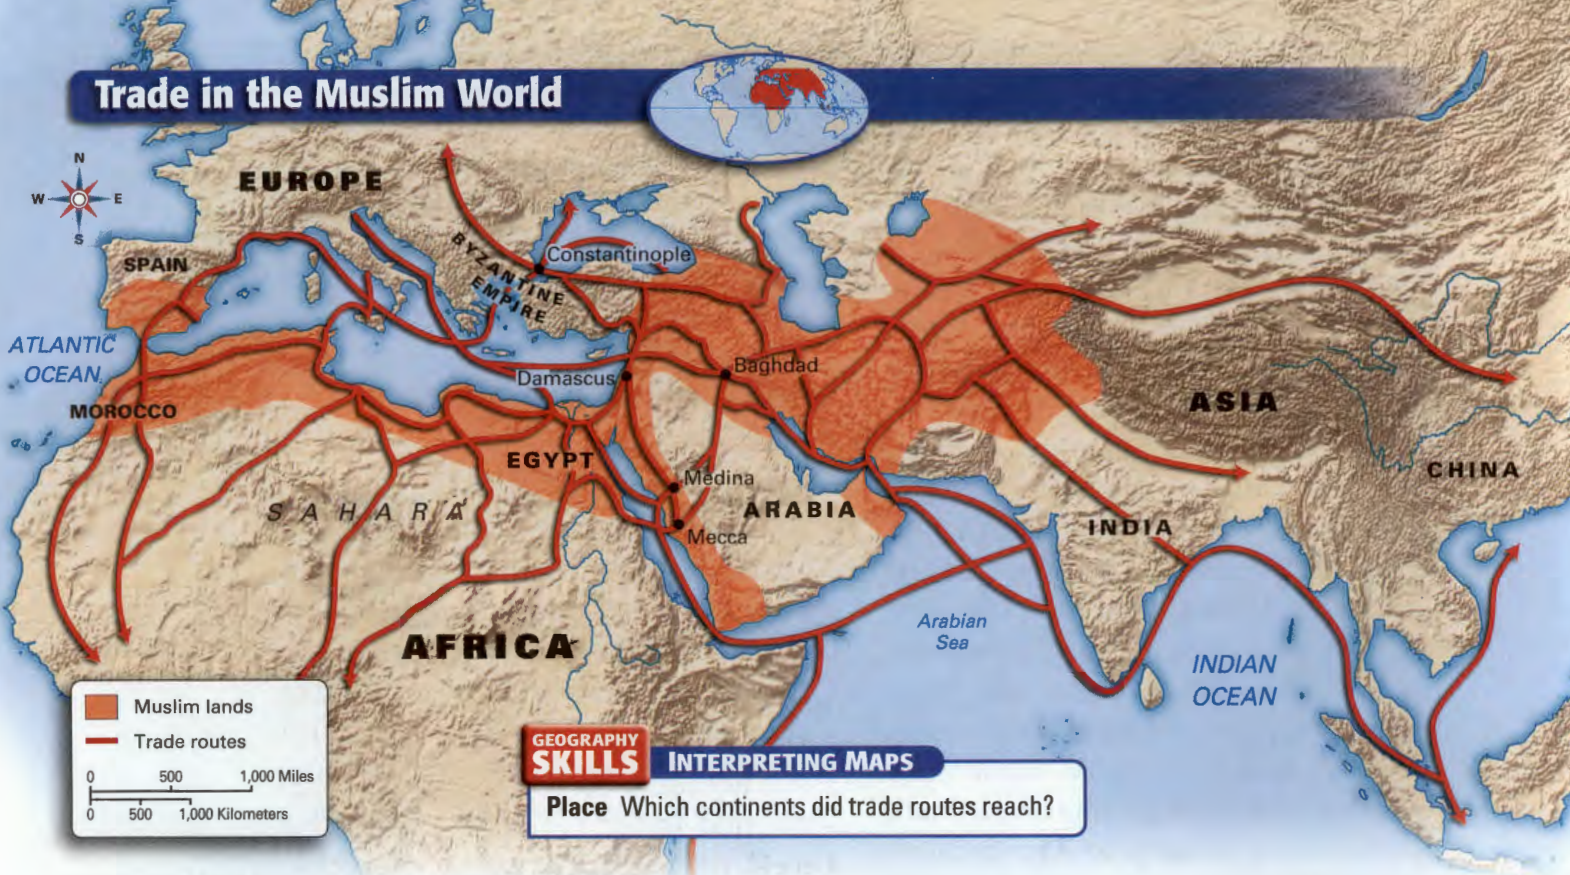 Trade in the Muslim World
N
W E
S
EUROPE
SPAIN
BYZANTINE
EMPIRE
Constantinople
ATLANTIC
OCEAN
MOROCCO
Damascus
Baghdad
ASIA
EGYPT
Medina
ARABIA
Mecca
SAHARA
CHINA
INDIA
AFRICA
Arabian
Sea
INDIAN
OCEAN
Muslim lands
Trade routes
0 500 1,000 Miles
0 500 1,000 Kilometers
GEOGRAPHY
SKILLS
INTERPRETING MAPS
Place Which continents did trade routes reach?